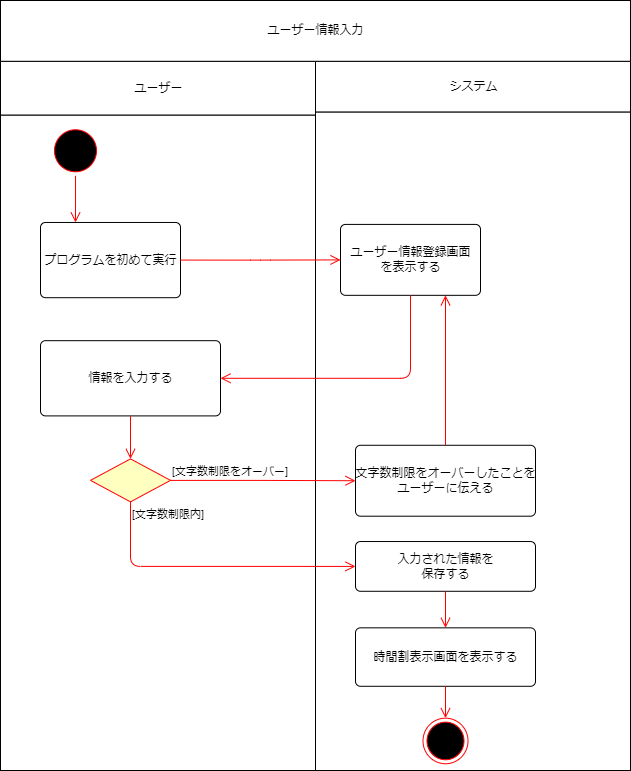 ユーザー情報入力
ユーザー
システム
プログラムを初めて実行
ユーザー情報登録画面
を表示する
情報を入力する
[文字数制限をオーバー]
文字数制限をオーバーしたことを
ユーザーに伝える
[文字数制限内]
入力された情報を
保存する
時間割表示画面を表示する